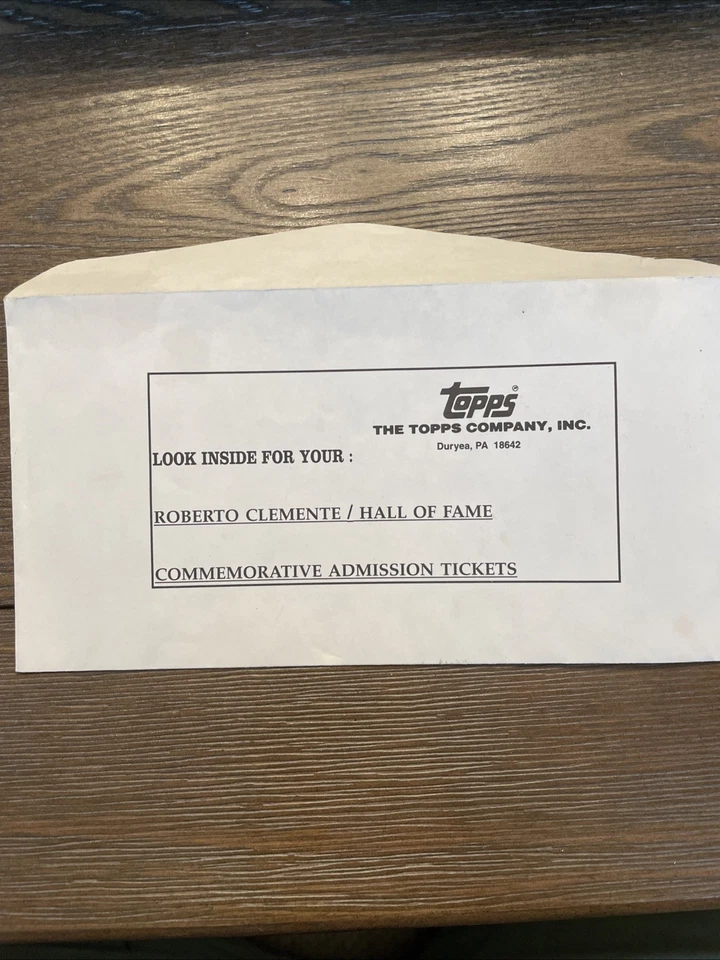 topps®
THE TOPPS COMPANY, INC.
Duryea, PA 18642
LOOK INSIDE FOR YOUR :
ROBERTO CLEMENTE / HALL OF FAME
COMMEMORATIVE ADMISSION TICKETS